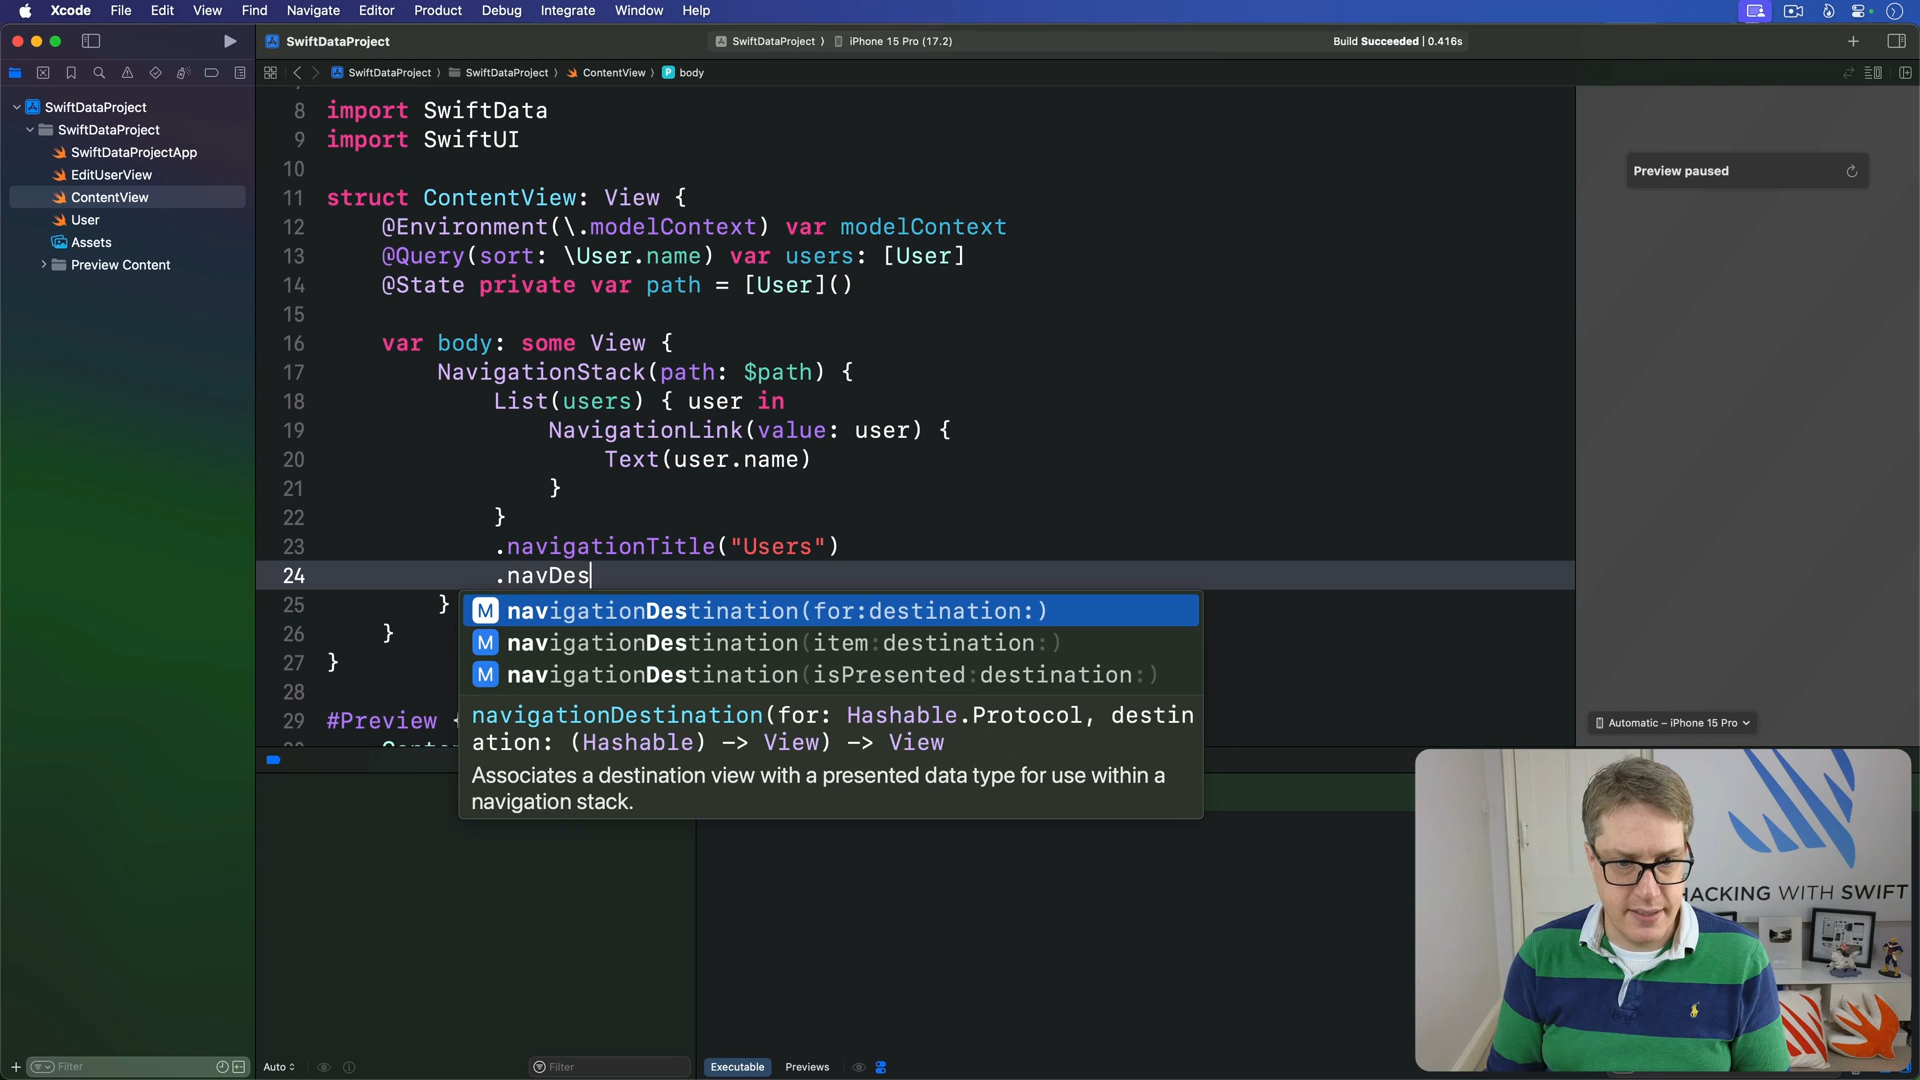 Xcode File Edit View Find Navigate Editor Product Debug Integrate Window Help
SwiftDataProject
SwiftDataProject 〉 iPhone 15 Pro (17.2)
Build Succeeded | 0.416s
SwiftDataProject 〉 SwiftDataProject 〉 ContentView 〉 P body
SwiftDataProject
SwiftDataProject
SwiftDataProjectApp
EditUserView
ContentView
User
Assets
Preview Content
8 import SwiftData
9 import SwiftUI
10
11 struct ContentView: View {
12 @Environment(\.modelContext) var modelContext
13 @Query(sort: \User.name) var users: [User]
14 @State private var path = [User]()
15
16 var body: some View {
17 NavigationStack(path: $path) {
18 List(users) { user in
19 NavigationLink(value: user) {
20 Text(user.name)
21 }
22 }
23 .navigationTitle("Users")
24 .navDes
25 }
26 }
27 }
28
29 #Preview {
M navigationDestination(for:destination:)
M navigationDestination(item:destination:)
M navigationDestination(isPresented:destination:)
navigationDestination(for: Hashable.Protocol, destin
ation: (Hashable) -> View) -> View
Associates a destination view with a presented data type for use within a
navigation stack.
Preview paused
Automatic – iPhone 15 Pro
HACKING WITH SWIFT
Filter
Auto
Filter
Executable
Previews